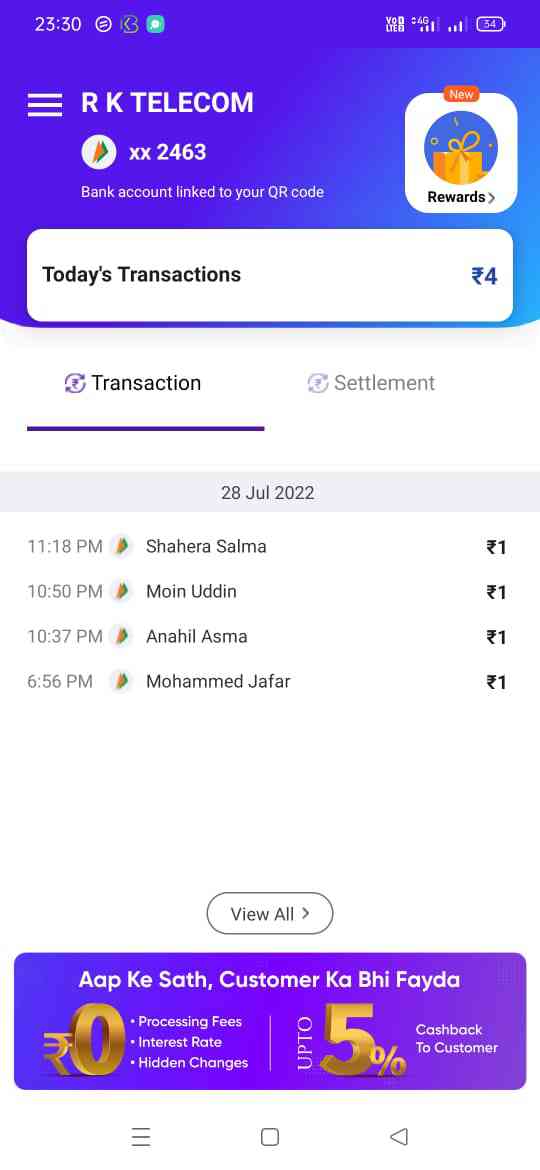 23:30 Vo) LTE2 4G 54
New
R K TELECOM
xx 2463
Bank account linked to your QR code
Rewards
Today's Transactions ₹4
Transaction Settlement
28 Jul 2022
11:18 PM Shahera Salma ₹1
10:50 PM Moin Uddin ₹1
10:37 PM Anahil Asma ₹1
6:56 PM Mohammed Jafar ₹1
View All
Aap Ke Sath, Customer Ka Bhi Fayda
₹0
• Processing Fees
• Interest Rate
• Hidden Changes
UPTO 5%
Cashback
To Customer